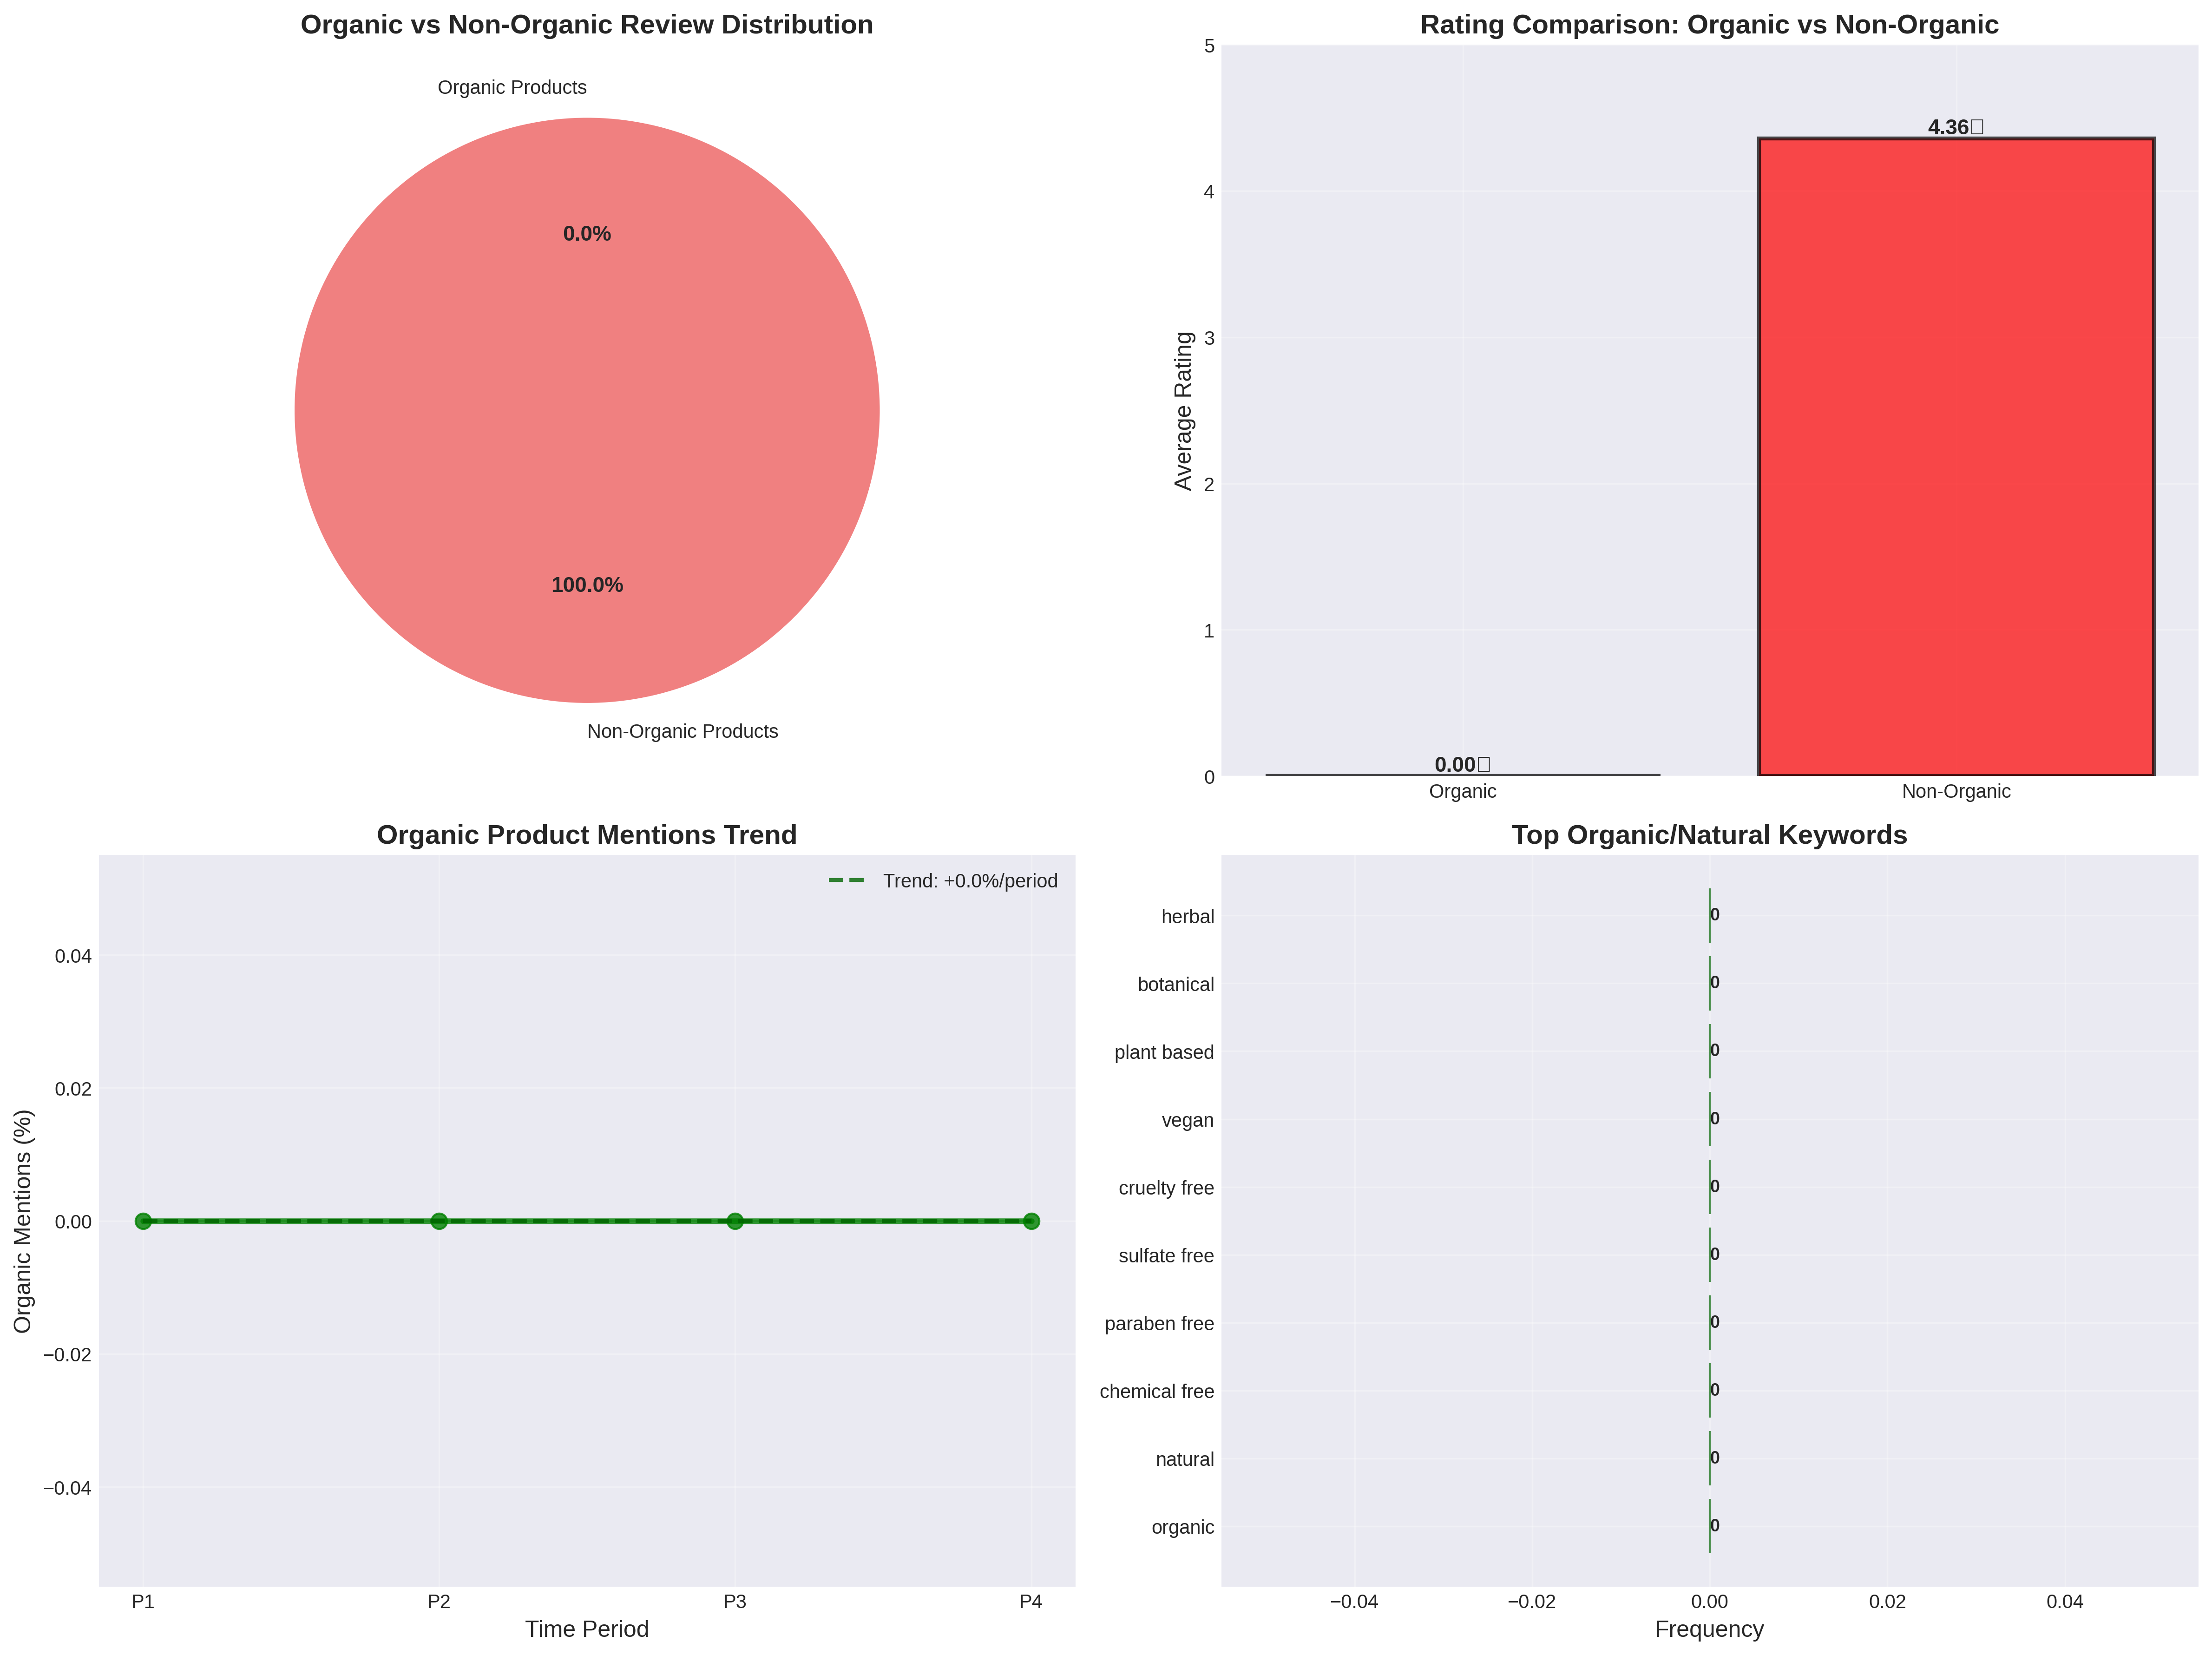 Organic vs Non-Organic Review Distribution
Organic Products
0.0%
100.0%
Non-Organic Products
Rating Comparison: Organic vs Non-Organic
Average Rating
5
4
3
2
1
0
0.00▯
4.36▯
Organic
Non-Organic
Organic Product Mentions Trend
Trend: +0.0%/period
Organic Mentions (%)
0.04
0.02
0.00
−0.02
−0.04
P1
P2
P3
P4
Time Period
Top Organic/Natural Keywords
herbal 0
botanical 0
plant based 0
vegan 0
cruelty free 0
sulfate free 0
paraben free 0
chemical free 0
natural 0
organic 0
−0.04
−0.02
0.00
0.02
0.04
Frequency